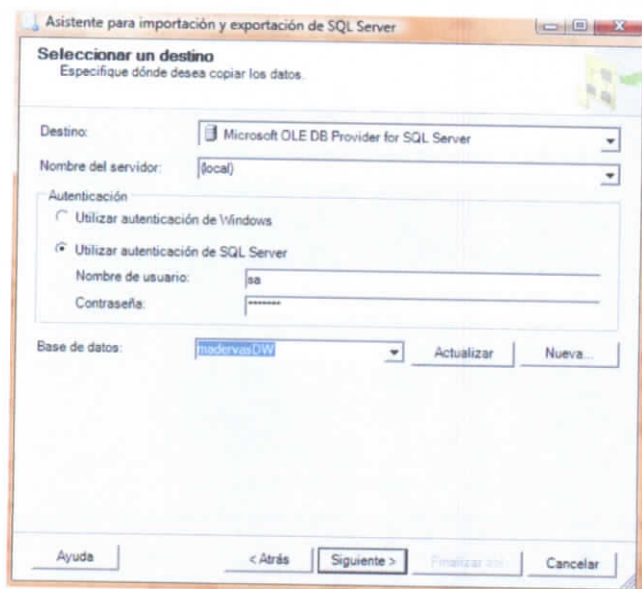 Asistente para importación y exportación de SQL Server
Seleccionar un destino
Especifique dónde desea copiar los datos.
Destino: Microsoft OLE DB Provider for SQL Server
Nombre del servidor: (local)
Autenticación
Utilizar autenticación de Windows
Utilizar autenticación de SQL Server
Nombre de usuario: sa
Contraseña: *******
Base de datos: madervasDW Actualizar Nueva...
Ayuda < Atrás Siguiente > Finalizar Cancelar